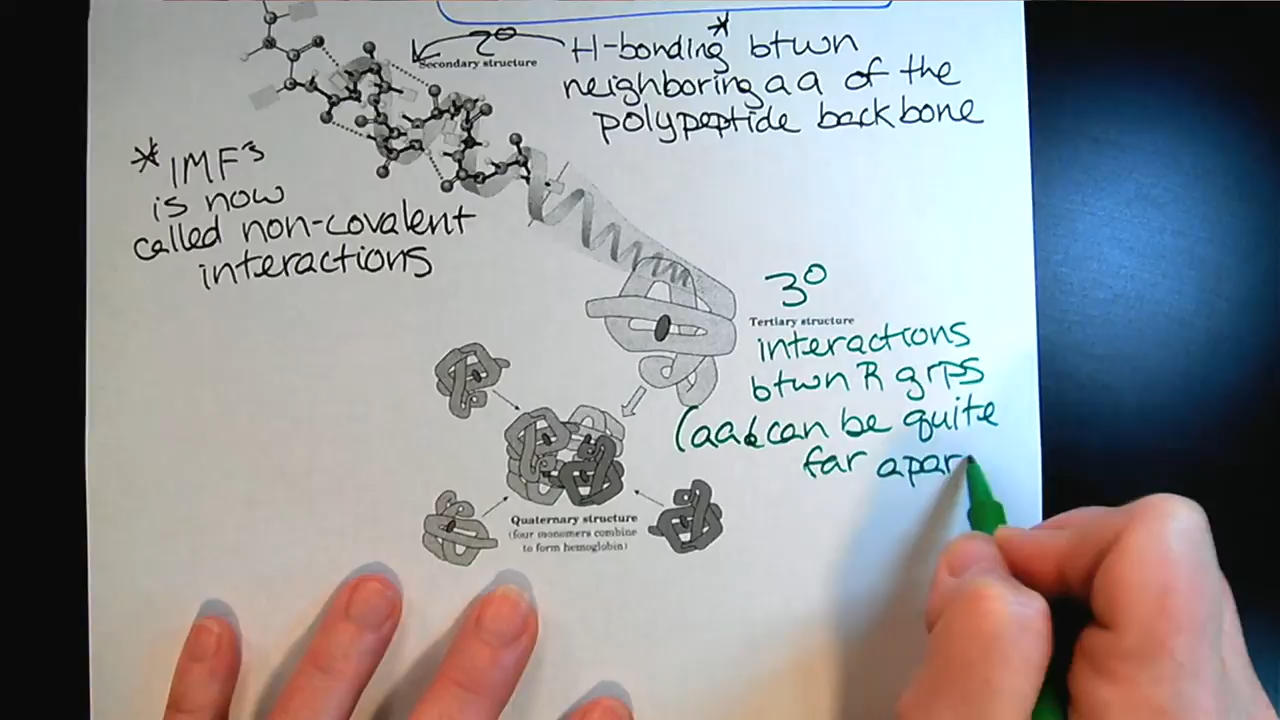 2° H-bonding* btwn
Secondary structure
neighboring aa of the
polypeptide backbone
*IMF's
is now
called non-covalent
interactions
3°
Tertiary structure
interactions
btwn R grps
(aa can be quite
far apar
Quaternary structure
(four monomers combine
to form hemoglobin)